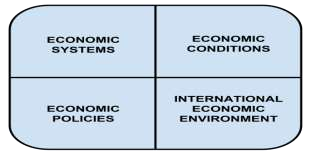 ECONOMIC
SYSTEMS
ECONOMIC
CONDITIONS
ECONOMIC
POLICIES
INTERNATIONAL
ECONOMIC
ENVIRONMENT